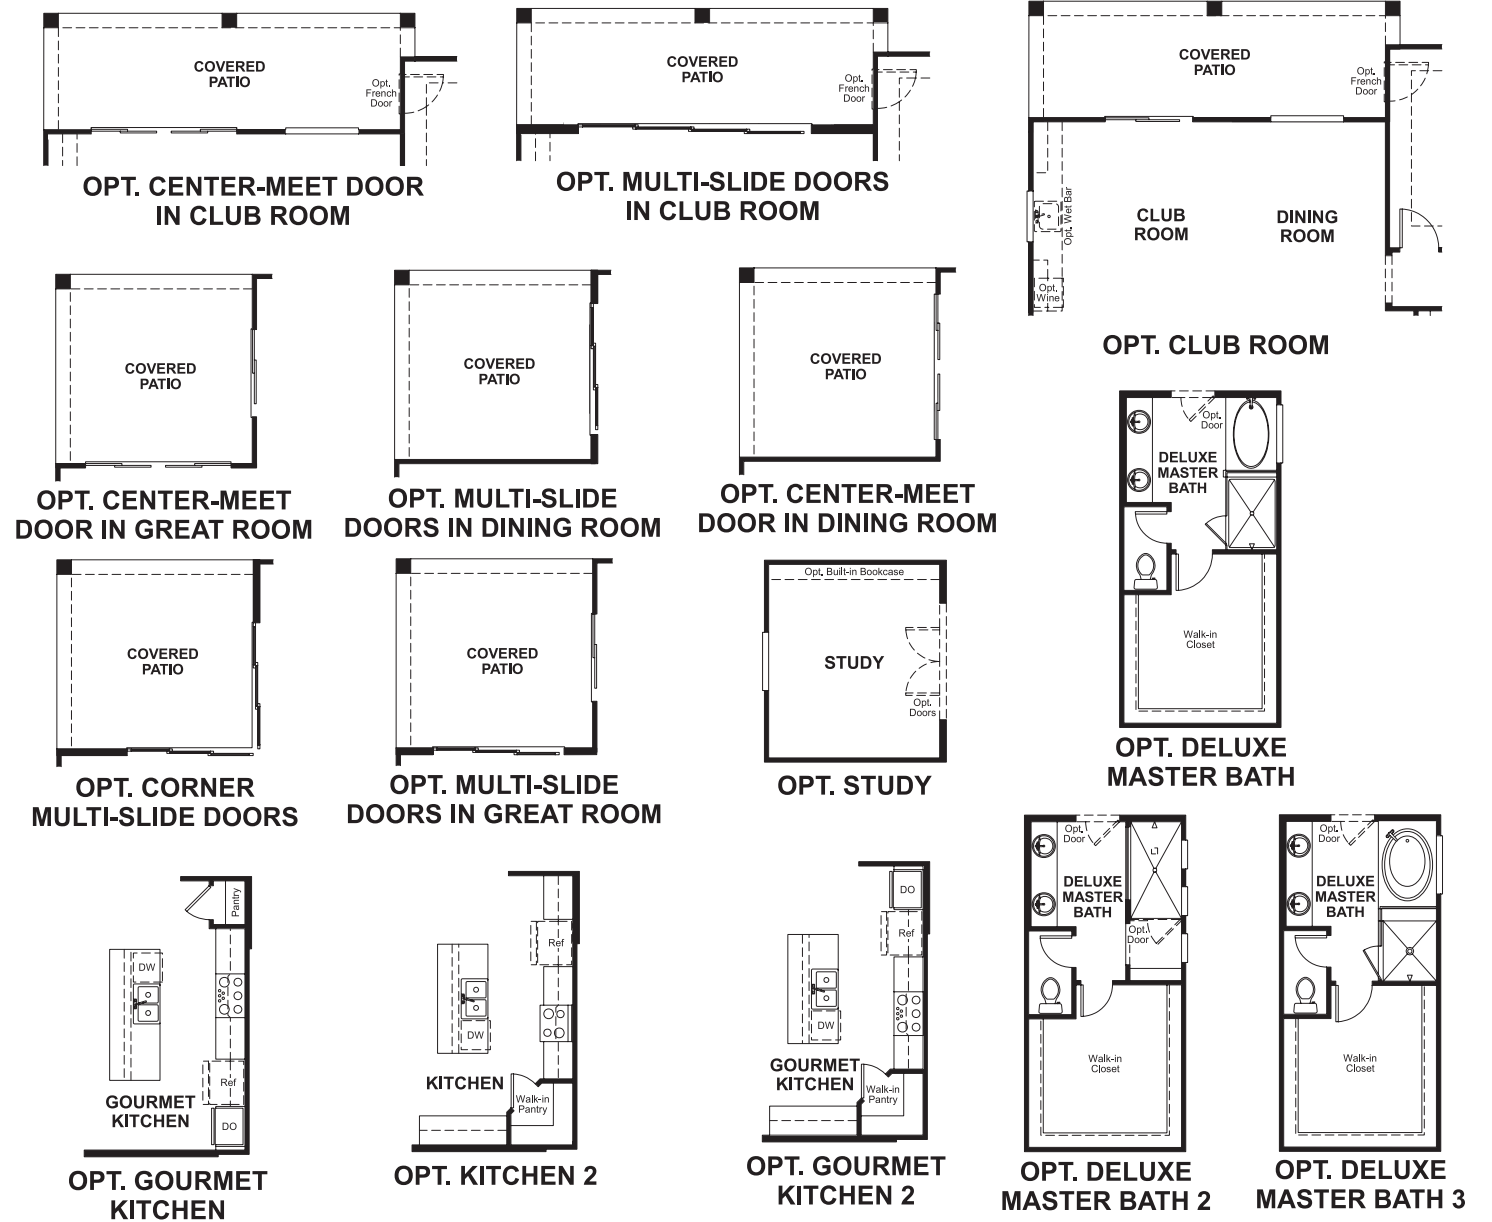 COVERED
PATIO
Opt.
French
Door
OPT. CENTER-MEET DOOR
IN CLUB ROOM
COVERED
PATIO
Opt.
French
Door
OPT. MULTI-SLIDE DOORS
IN CLUB ROOM
COVERED
PATIO
Opt.
French
Door
Opt. Wet Bar
CLUB
ROOM
DINING
ROOM
Opt.
Wine
OPT. CLUB ROOM
COVERED
PATIO
OPT. CENTER-MEET
DOOR IN GREAT ROOM
COVERED
PATIO
OPT. MULTI-SLIDE
DOORS IN DINING ROOM
COVERED
PATIO
OPT. CENTER-MEET
DOOR IN DINING ROOM
Opt.
Door
DELUXE
MASTER
BATH
Walk-in
Closet
OPT. DELUXE
MASTER BATH
COVERED
PATIO
OPT. CORNER
MULTI-SLIDE DOORS
COVERED
PATIO
OPT. MULTI-SLIDE
DOORS IN GREAT ROOM
Opt. Built-in Bookcase
STUDY
Opt.
Doors
OPT. STUDY
Pantry
DW
Ref
GOURMET
KITCHEN
DO
OPT. GOURMET
KITCHEN
Ref
DW
KITCHEN
Walk-in
Pantry
OPT. KITCHEN 2
DO
Ref
DW
GOURMET
KITCHEN
Walk-in
Pantry
OPT. GOURMET
KITCHEN 2
Opt.
Door
DELUXE
MASTER
BATH
Opt.
Door
Walk-in
Closet
OPT. DELUXE
MASTER BATH 2
Opt.
Door
DELUXE
MASTER
BATH
Walk-in
Closet
OPT. DELUXE
MASTER BATH 3